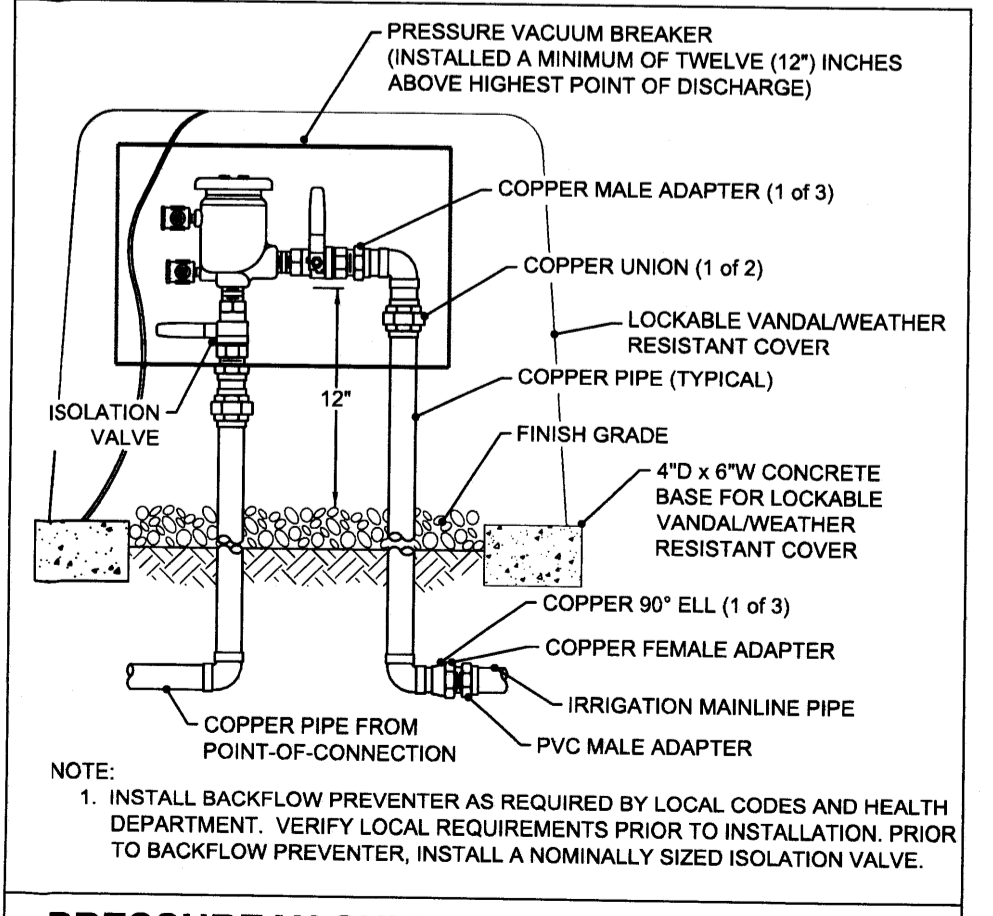 PRESSURE VACUUM BREAKER
(INSTALLED A MINIMUM OF TWELVE (12") INCHES
ABOVE HIGHEST POINT OF DISCHARGE)
COPPER MALE ADAPTER (1 of 3)
COPPER UNION (1 of 2)
LOCKABLE VANDAL/WEATHER
RESISTANT COVER
COPPER PIPE (TYPICAL)
12"
ISOLATION
VALVE
FINISH GRADE
4"D x 6"W CONCRETE
BASE FOR LOCKABLE
VANDAL/WEATHER
RESISTANT COVER
COPPER 90° ELL (1 of 3)
COPPER FEMALE ADAPTER
IRRIGATION MAINLINE PIPE
COPPER PIPE FROM
POINT-OF-CONNECTION
PVC MALE ADAPTER
NOTE:
1. INSTALL BACKFLOW PREVENTER AS REQUIRED BY LOCAL CODES AND HEALTH
DEPARTMENT. VERIFY LOCAL REQUIREMENTS PRIOR TO INSTALLATION. PRIOR
TO BACKFLOW PREVENTER, INSTALL A NOMINALLY SIZED ISOLATION VALVE.